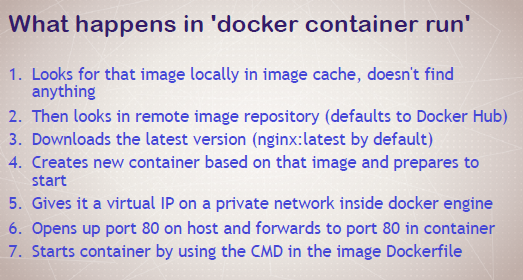 What happens in 'docker container run'
1. Looks for that image locally in image cache, doesn't find
anything
2. Then looks in remote image repository (defaults to Docker Hub)
3. Downloads the latest version (nginx:latest by default)
4. Creates new container based on that image and prepares to
start
5. Gives it a virtual IP on a private network inside docker engine
6. Opens up port 80 on host and forwards to port 80 in container
7. Starts container by using the CMD in the image Dockerfile